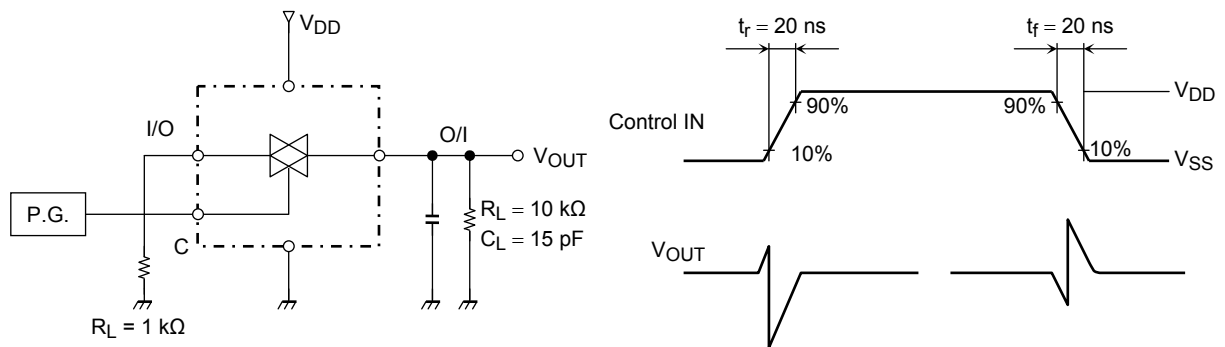 V_DD
I/O
O/I
V_OUT
P.G.
C
R_L = 10 kΩ
C_L = 15 pF
R_L = 1 kΩ
t_r = 20 ns
t_f = 20 ns
Control IN
90%
10%
90%
10%
V_DD
V_SS
V_OUT